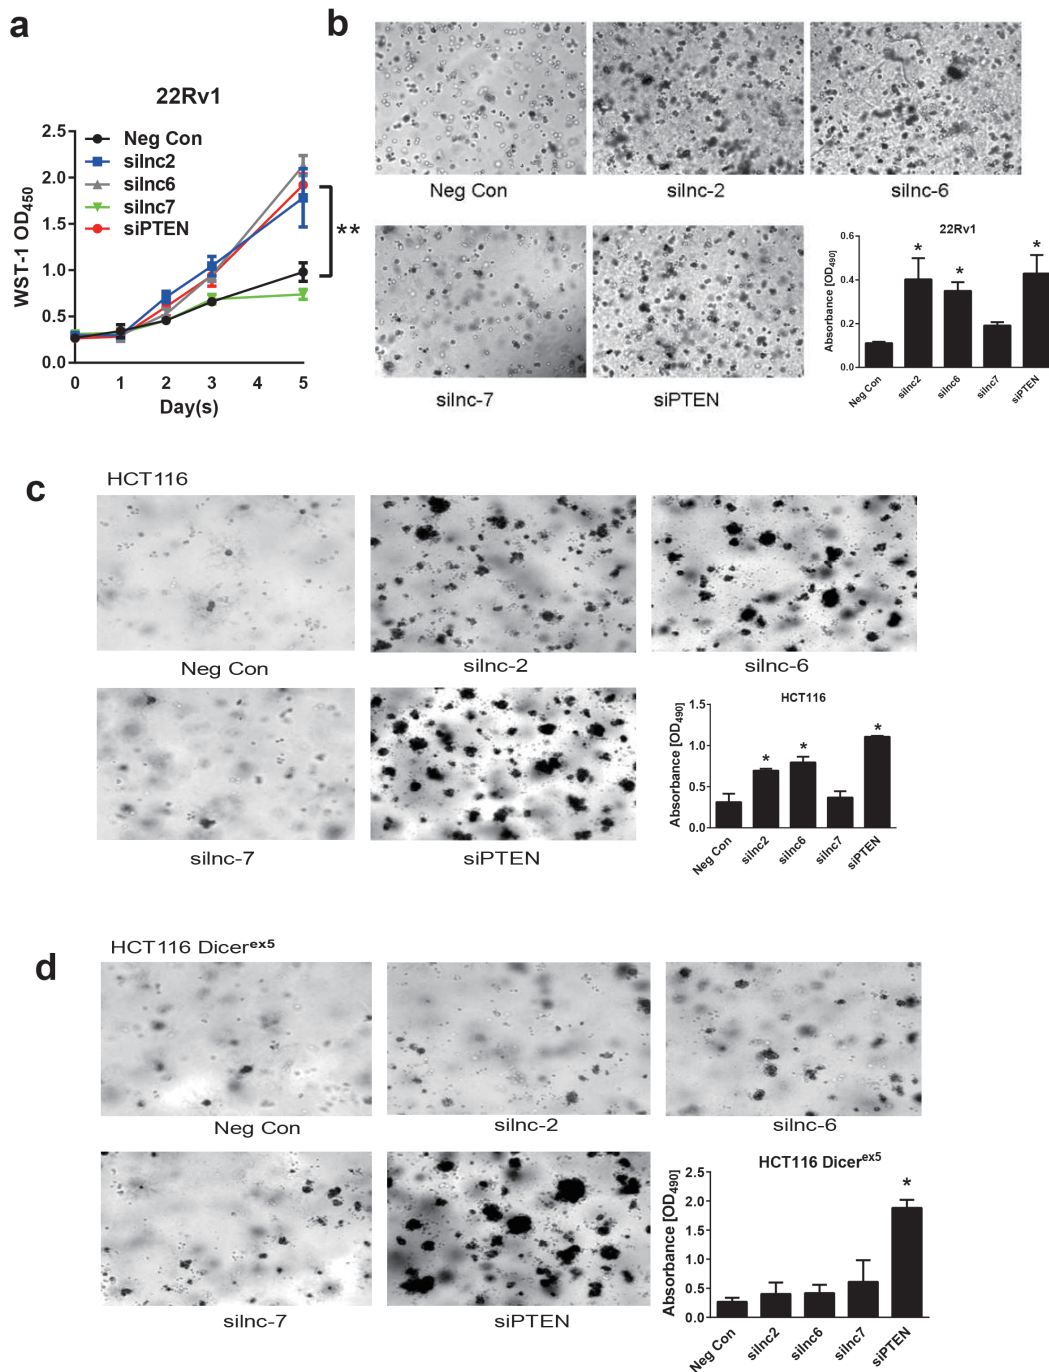 a
22Rv1
WST-1 OD450
2.5
2.0
1.5
1.0
0.5
0.0
Neg Con
silnc2
silnc6
silnc7
siPTEN
**
0 1 2 3 4 5
Day(s)
b
Neg Con
silnc-2
silnc-6
silnc-7
siPTEN
22Rv1
Absorbance [OD490]
0.6
0.4
0.2
0.0
* * *
Neg Con silnc2 silnc6 silnc7 siPTEN
c
HCT116
Neg Con
silnc-2
silnc-6
silnc-7
siPTEN
HCT116
Absorbance [OD490]
1.5
1.0
0.5
0.0
* * *
Neg Con silnc2 silnc6 silnc7 siPTEN
d
HCT116 Dicerex5
Neg Con
silnc-2
silnc-6
silnc-7
siPTEN
HCT116 Dicerex5
Absorbance [OD490]
2.5
2.0
1.5
1.0
0.5
0.0
*
Neg Con silnc2 silnc6 silnc7 siPTEN